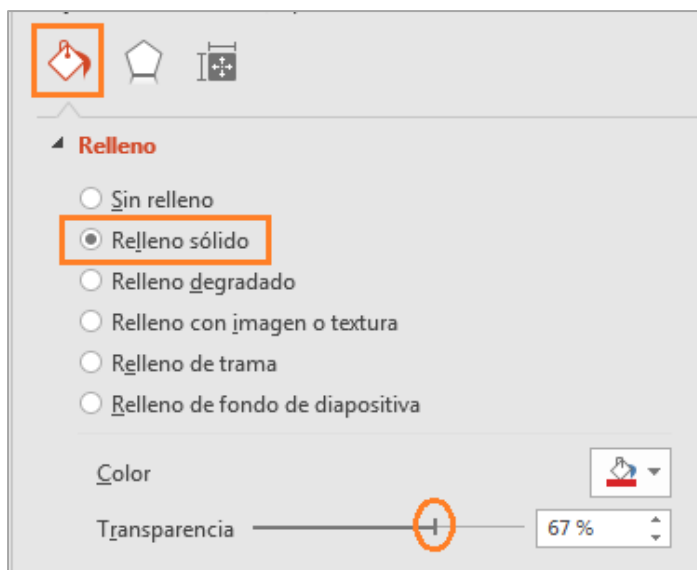 Relleno
Sin relleno
Relleno sólido
Relleno degradado
Relleno con imagen o textura
Relleno de trama
Relleno de fondo de diapositiva
Color
Transparencia 67 %